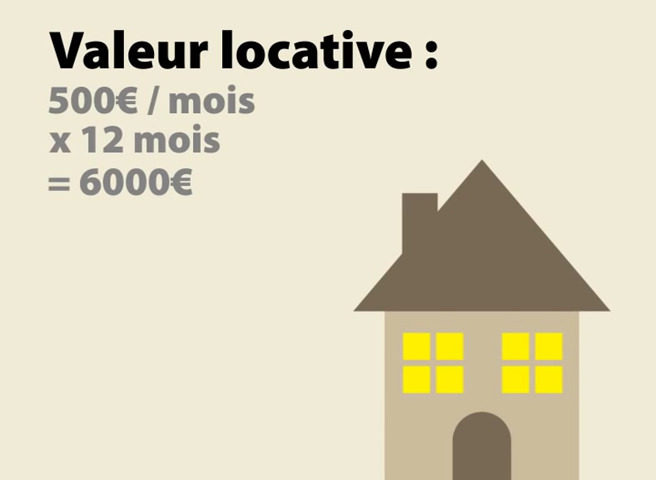 Valeur locative :
500€ / mois
x 12 mois
= 6000€